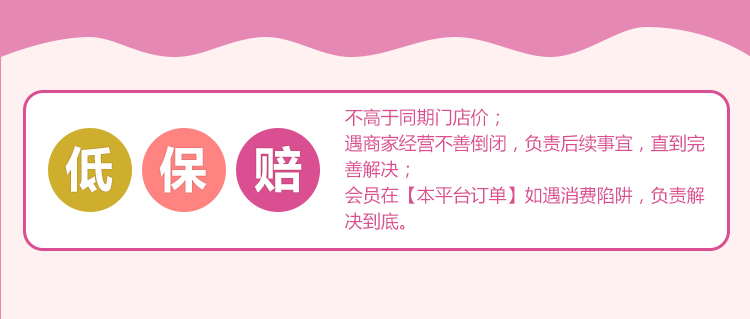 低保赔
不高于同期门店价；
遇商家经营不善倒闭，负责后续事宜，直到完
善解决；
会员在【本平台订单】如遇消费陷阱，负责解
决到底。